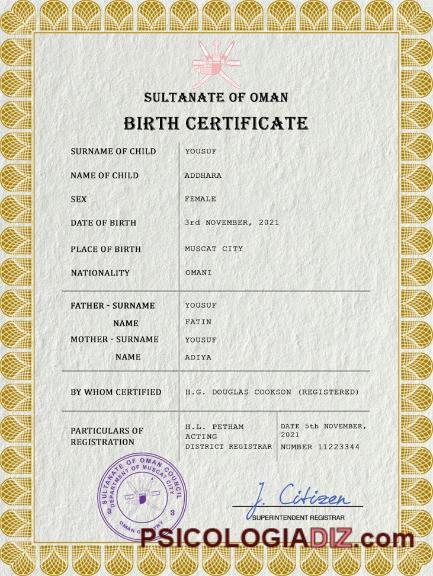 SULTANATE OF OMAN
BIRTH CERTIFICATE
SURNAME OF CHILD YOUSUF
NAME OF CHILD ADDHARA
SEX FEMALE
DATE OF BIRTH 3rd NOVEMBER, 2021
PLACE OF BIRTH MUSCAT CITY
NATIONALITY OMANI
FATHER - SURNAME YOUSUF
NAME FATIN
MOTHER - SURNAME YOUSUF
NAME ADIYA
BY WHOM CERTIFIED H.G. DOUGLAS COOKSON (REGISTERED)
PARTICULARS OF
REGISTRATION
H.L. PETHAM
ACTING
DISTRICT REGISTRAR
DATE 5th NOVEMBER,
2021
NUMBER 11223344
SULTANATE OF OMAN COUNCIL
DEPARTMENT OF MUSCAT CITY
OMAN
3
J. Citizen
SUPERINTENDENT REGISTRAR
PSICOLOGIADIZ.com